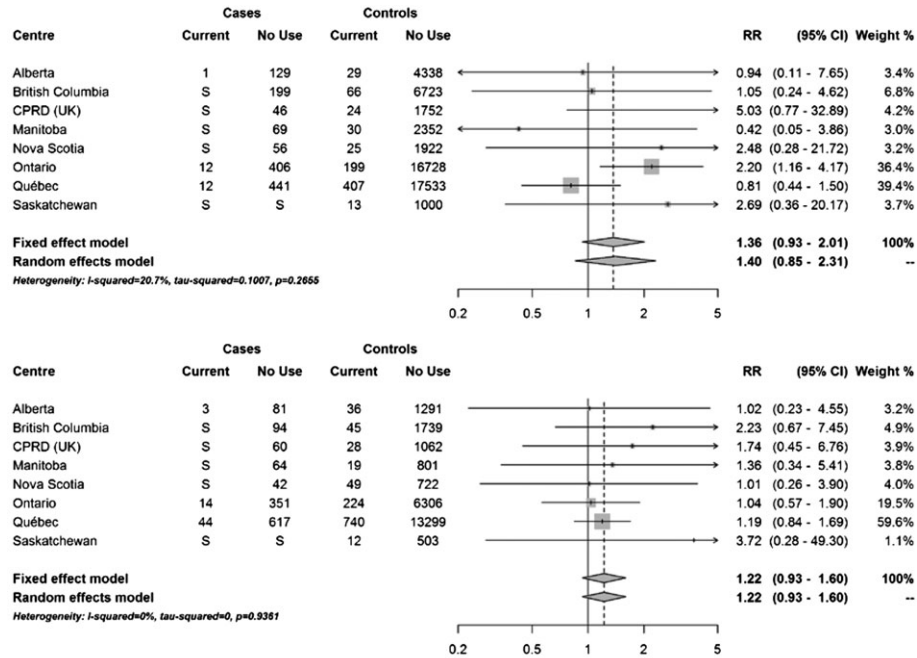 Cases Controls
Centre Current No Use Current No Use RR (95% CI) Weight %
Alberta 1 129 29 4338 0.94 (0.11 - 7.65) 3.4%
British Columbia S 199 66 6723 1.05 (0.24 - 4.62) 6.8%
CPRD (UK) S 46 24 1752 5.03 (0.77 - 32.89) 4.2%
Manitoba S 69 30 2352 0.42 (0.05 - 3.86) 3.0%
Nova Scotia S 56 25 1922 2.48 (0.28 - 21.72) 3.2%
Ontario 12 406 199 16728 2.20 (1.16 - 4.17) 36.4%
Québec 12 441 407 17533 0.81 (0.44 - 1.50) 39.4%
Saskatchewan S S 13 1000 2.69 (0.36 - 20.17) 3.7%
Fixed effect model 1.36 (0.93 - 2.01) 100%
Random effects model 1.40 (0.85 - 2.31) --
Heterogeneity: I-squared=20.7%, tau-squared=0.1007, p=0.2655
0.2 0.5 1 2 5
Cases Controls
Centre Current No Use Current No Use RR (95% CI) Weight %
Alberta 3 81 36 1291 1.02 (0.23 - 4.55) 3.2%
British Columbia S 94 45 1739 2.23 (0.67 - 7.45) 4.9%
CPRD (UK) S 60 28 1062 1.74 (0.45 - 6.76) 3.9%
Manitoba S 64 19 801 1.36 (0.34 - 5.41) 3.8%
Nova Scotia S 42 49 722 1.01 (0.26 - 3.90) 4.0%
Ontario 14 351 224 6306 1.04 (0.57 - 1.90) 19.5%
Québec 44 617 740 13299 1.19 (0.84 - 1.69) 59.6%
Saskatchewan S S 12 503 3.72 (0.28 - 49.30) 1.1%
Fixed effect model 1.22 (0.93 - 1.60) 100%
Random effects model 1.22 (0.93 - 1.60) --
Heterogeneity: I-squared=0%, tau-squared=0, p=0.9361
0.2 0.5 1 2 5